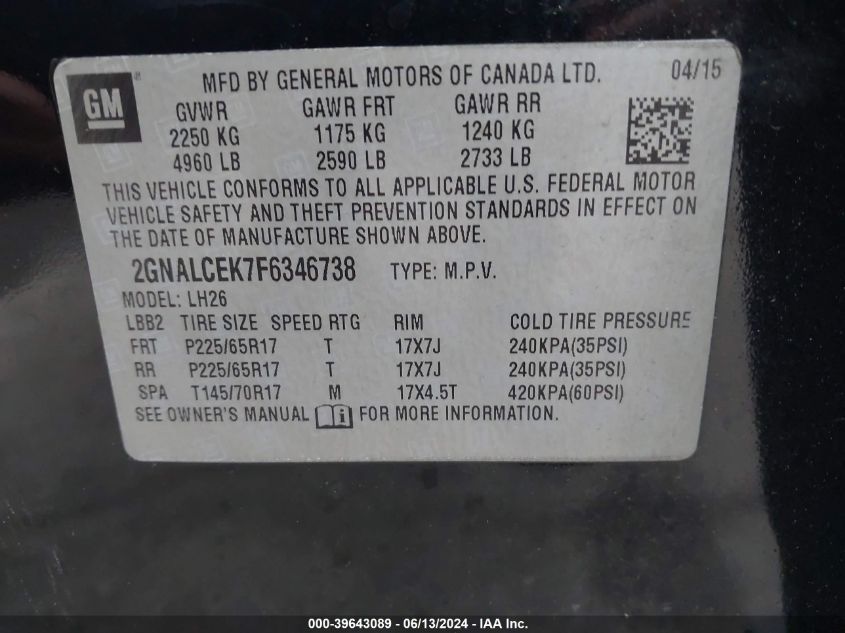 GM
MFD BY GENERAL MOTORS OF CANADA LTD. 04/15
GVWR GAWR FRT GAWR RR
2250 KG 1175 KG 1240 KG
4960 LB 2590 LB 2733 LB
THIS VEHICLE CONFORMS TO ALL APPLICABLE U.S. FEDERAL MOTOR
VEHICLE SAFETY AND THEFT PREVENTION STANDARDS IN EFFECT ON
THE DATE OF MANUFACTURE SHOWN ABOVE.
2GNALCEK7F6346738 TYPE: M.P.V.
MODEL: LH26
LBB2 TIRE SIZE SPEED RTG RIM COLD TIRE PRESSURE
FRT P225/65R17 T 17X7J 240KPA(35PSI)
RR P225/65R17 T 17X7J 240KPA(35PSI)
SPA T145/70R17 M 17X4.5T 420KPA(60PSI)
SEE OWNER'S MANUAL FOR MORE INFORMATION.
000-39643089 - 06/13/2024 - IAA Inc.